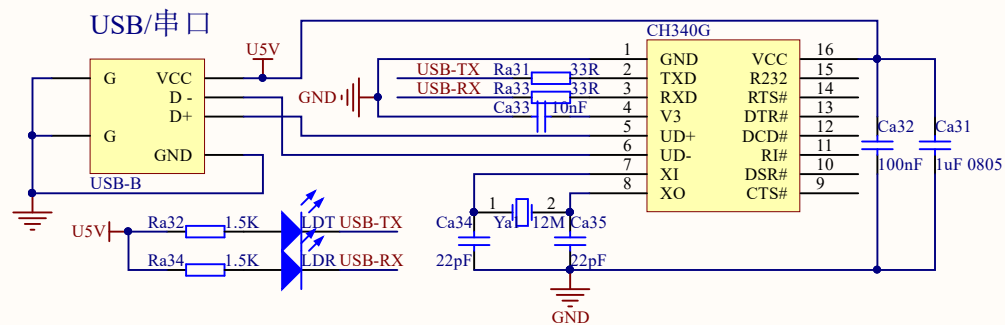 USB/串口
U5V
G
VCC
D -
D+
G
GND
USB-B
U5V
Ra32
1.5K
LDT
USB-TX
Ra34
1.5K
LDR
USB-RX
GND
USB-TX
Ra31
33R
USB-RX
Ra33
33R
Ca33
10nF
CH340G
1
GND
VCC
16
2
TXD
R232
15
3
RXD
RTS#
14
4
V3
DTR#
13
5
UD+
DCD#
12
6
UD-
RI#
11
7
XI
DSR#
10
8
XO
CTS#
9
1
2
Ca34
12M
Ca35
22pF
22pF
GND
Ca32
100nF
Ca31
1uF 0805